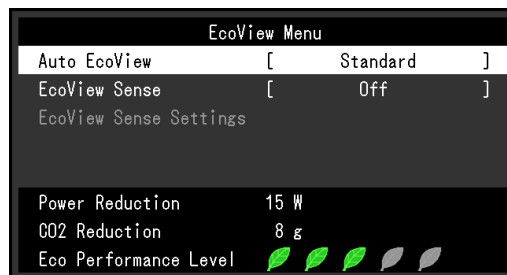 EcoView Menu
Auto EcoView [ Standard ]
EcoView Sense [ Off ]
EcoView Sense Settings
Power Reduction 15 W
CO2 Reduction 8 g
Eco Performance Level